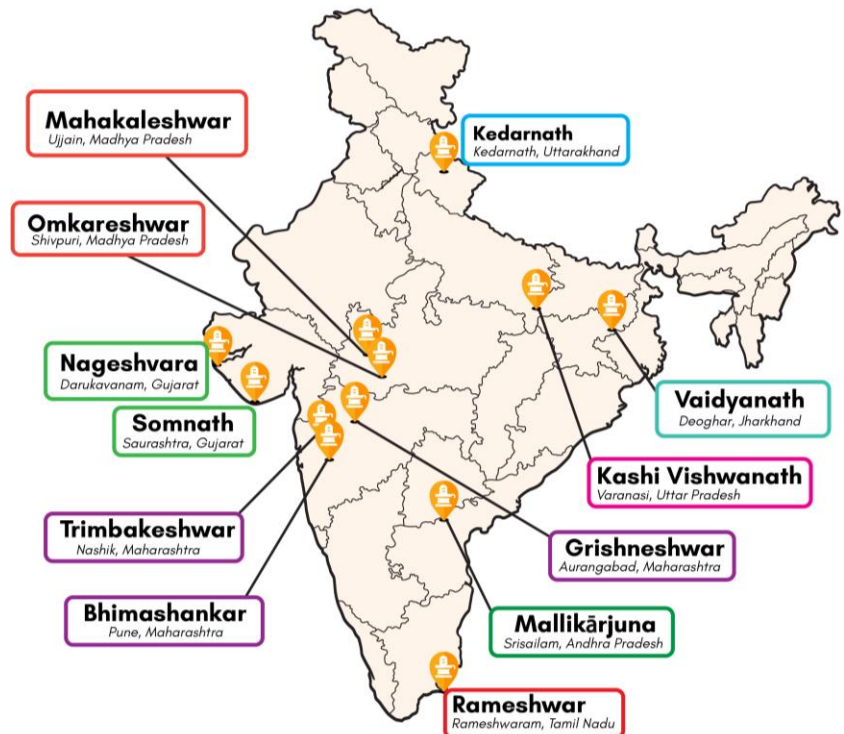 Mahakaleshwar
Ujjain, Madhya Pradesh
Kedarnath
Kedarnath, Uttarakhand
Omkareshwar
Shivpuri, Madhya Pradesh
Nageshvara
Darukavanam, Gujarat
Somnath
Saurashtra, Gujarat
Vaidyanath
Deoghar, Jharkhand
Kashi Vishwanath
Varanasi, Uttar Pradesh
Trimbakeshwar
Nashik, Maharashtra
Grishneshwar
Aurangabad, Maharashtra
Bhimashankar
Pune, Maharashtra
Mallikārjuna
Srisailam, Andhra Pradesh
Rameshwar
Rameshwaram, Tamil Nadu